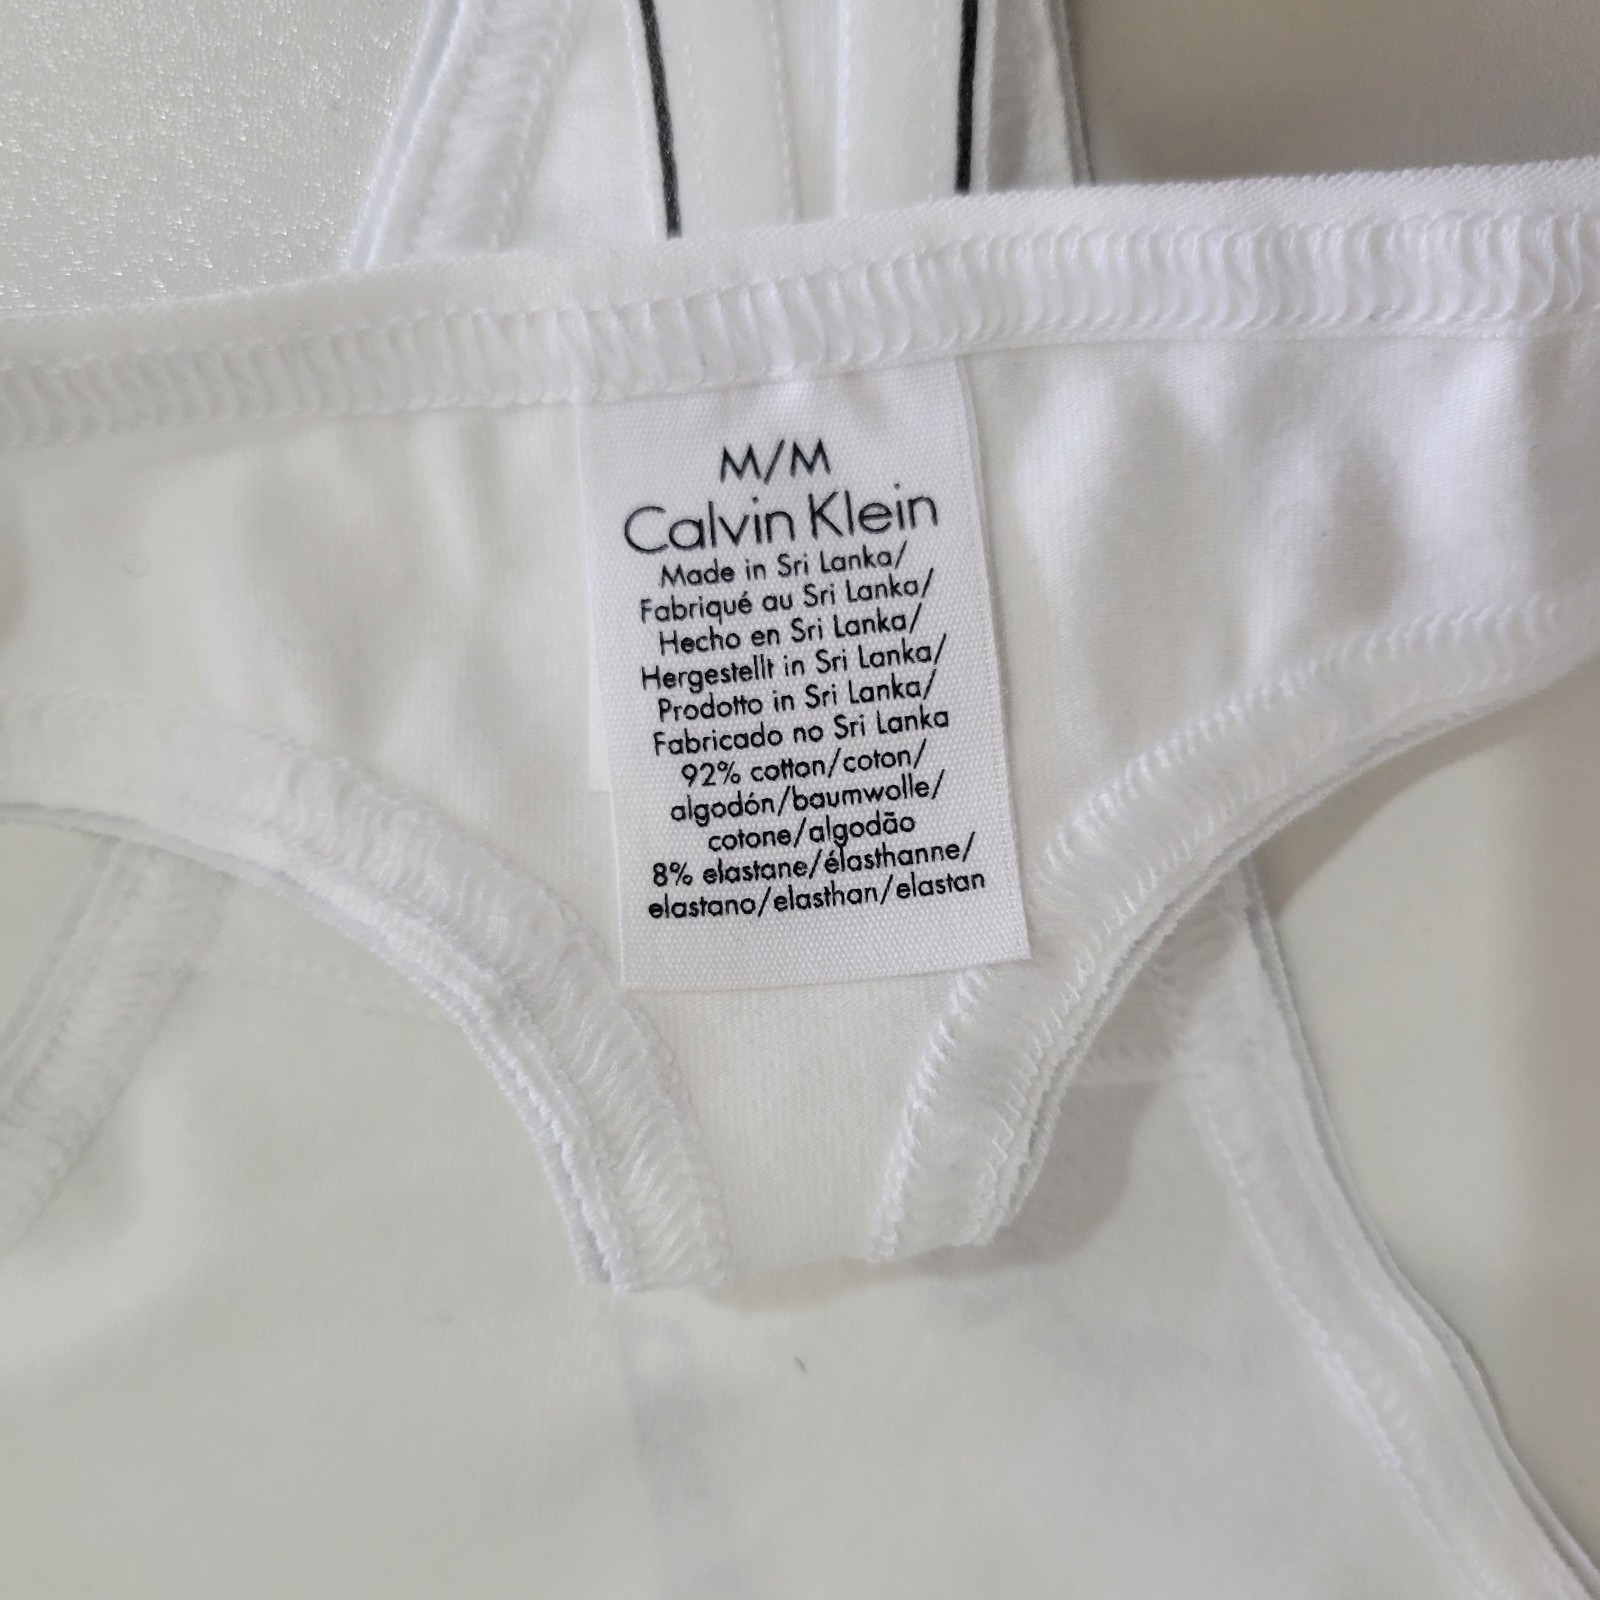 M/M
Calvin Klein
Made in Sri Lanka/
Fabriqué au Sri Lanka/
Hecho en Sri Lanka/
Hergestellt in Sri Lanka/
Prodotto in Sri Lanka/
Fabricado no Sri Lanka
92% cotton/coton/
algodón/baumwolle/
cotone/algodão
8% elastane/élasthanne/
elastano/elasthan/elastan